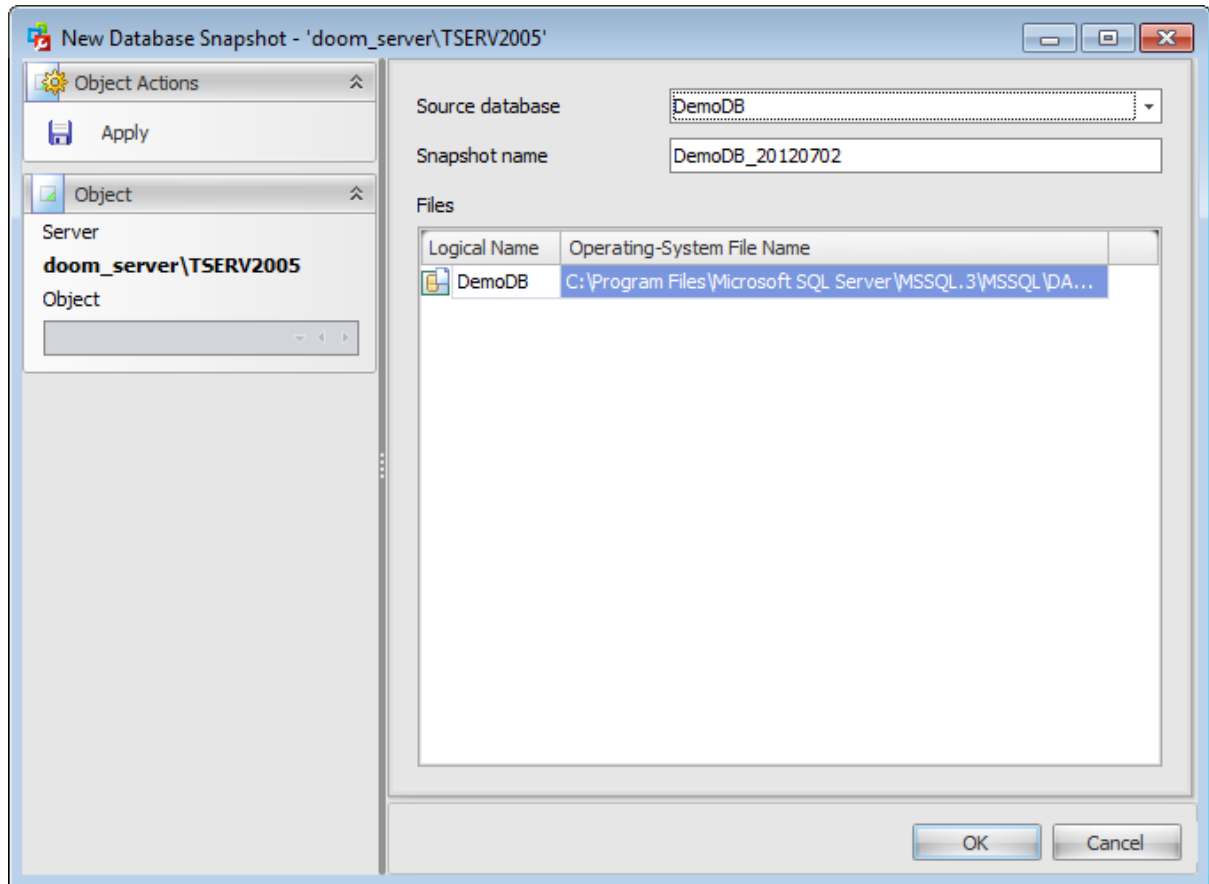 New Database Snapshot - 'doom_server\TSERV2005'
Object Actions
Apply
Object
Server
doom_server\TSERV2005
Object
Source database
DemoDB
Snapshot name
DemoDB_20120702
Files
Logical Name
Operating-System File Name
DemoDB
C:\Program Files\Microsoft SQL Server\MSSQL.3\MSSQL\DA...
OK
Cancel